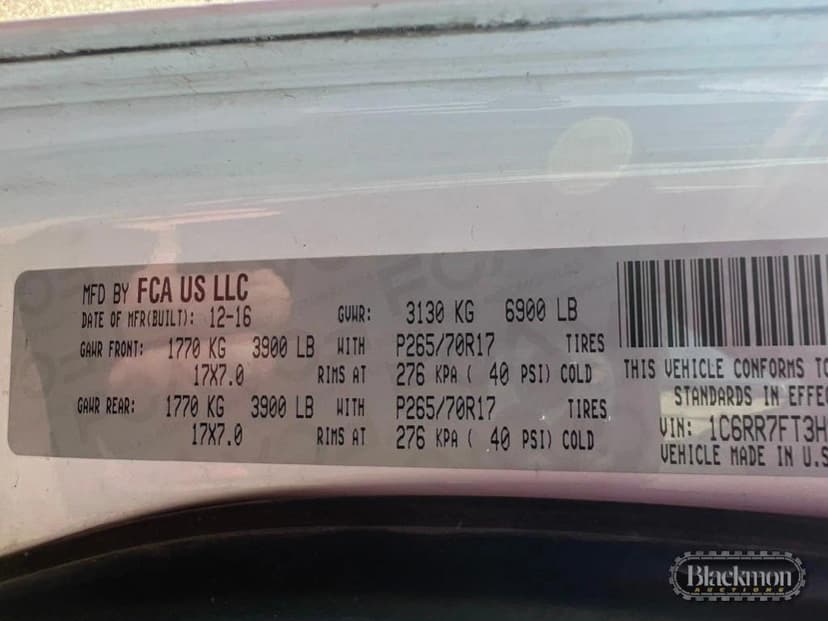 MFD BY FCA US LLC
DATE OF MFR(BUILT): 12-16 GVWR: 3130 KG 6900 LB
GAWR FRONT: 1770 KG 3900 LB WITH P265/70R17 TIRES
17X7.0 RIMS AT 276 KPA ( 40 PSI) COLD
GAWR REAR: 1770 KG 3900 LB WITH P265/70R17 TIRES
17X7.0 RIMS AT 276 KPA ( 40 PSI) COLD
THIS VEHICLE CONFORMS TO
STANDARDS IN EFFEC
VIN: 1C6RR7FT3H
VEHICLE MADE IN U.S
Blackmon
AUCTIONS